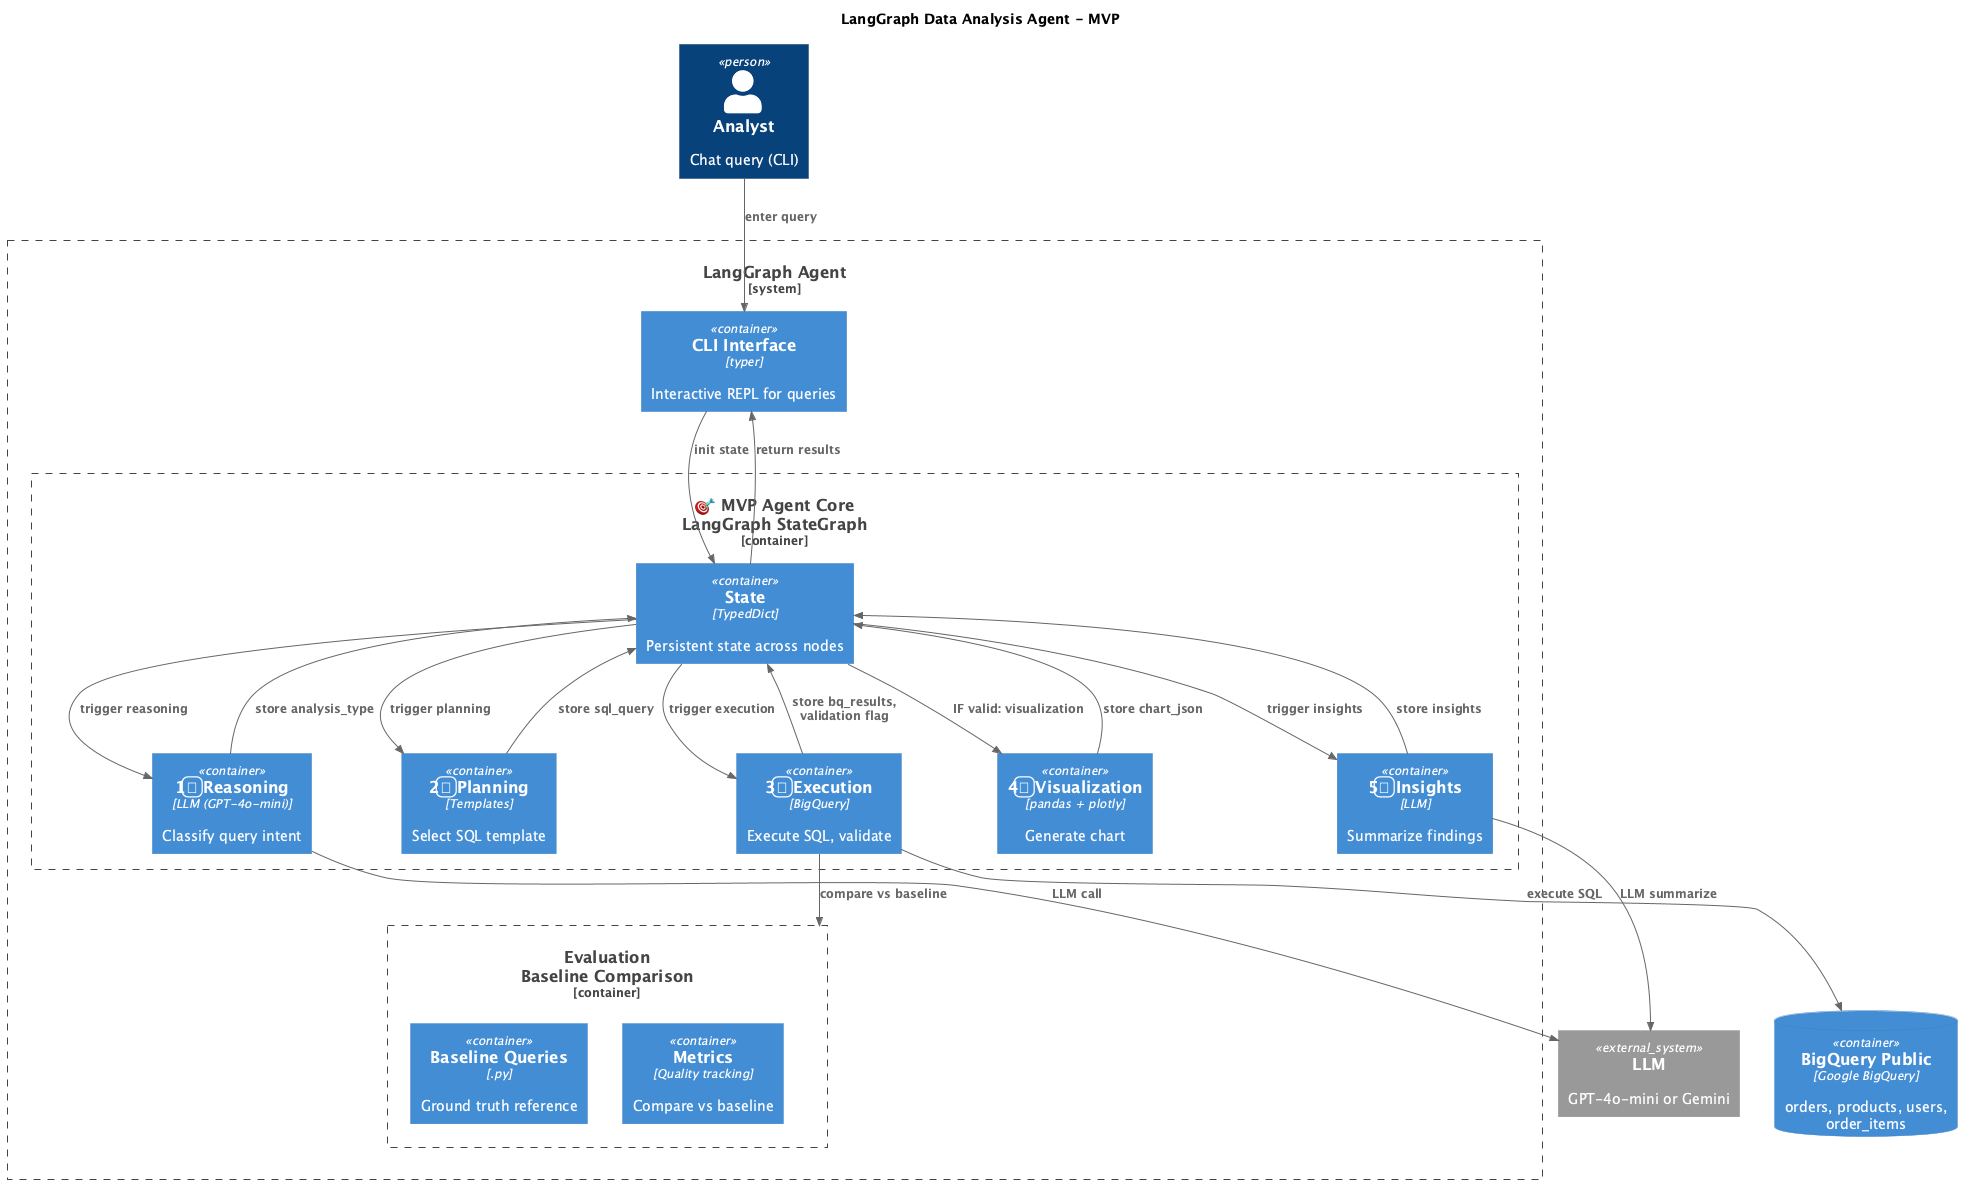 LangGraph Data Analysis Agent - MVP
«person»
Analyst
Chat query (CLI)
enter query
LangGraph Agent
[system]
«container»
CLI Interface
[typer]
Interactive REPL for queries
init state
return results
🎯 MVP Agent Core
LangGraph StateGraph
[container]
«container»
State
[TypedDict]
Persistent state across nodes
trigger reasoning
store analysis_type
trigger planning
store sql_query
trigger execution
store bq_results,
validation flag
IF valid: visualization
store chart_json
trigger insights
store insights
«container»
1️⃣Reasoning
[LLM (GPT-4o-mini)]
Classify query intent
«container»
2️⃣Planning
[Templates]
Select SQL template
«container»
3️⃣Execution
[BigQuery]
Execute SQL, validate
«container»
4️⃣Visualization
[pandas + plotly]
Generate chart
«container»
5️⃣Insights
[LLM]
Summarize findings
compare vs baseline
LLM call
execute SQL
LLM summarize
Evaluation
Baseline Comparison
[container]
«container»
Baseline Queries
[.py]
Ground truth reference
«container»
Metrics
[Quality tracking]
Compare vs baseline
«external_system»
LLM
GPT-4o-mini or Gemini
«container»
BigQuery Public
[Google BigQuery]
orders, products, users,
order_items